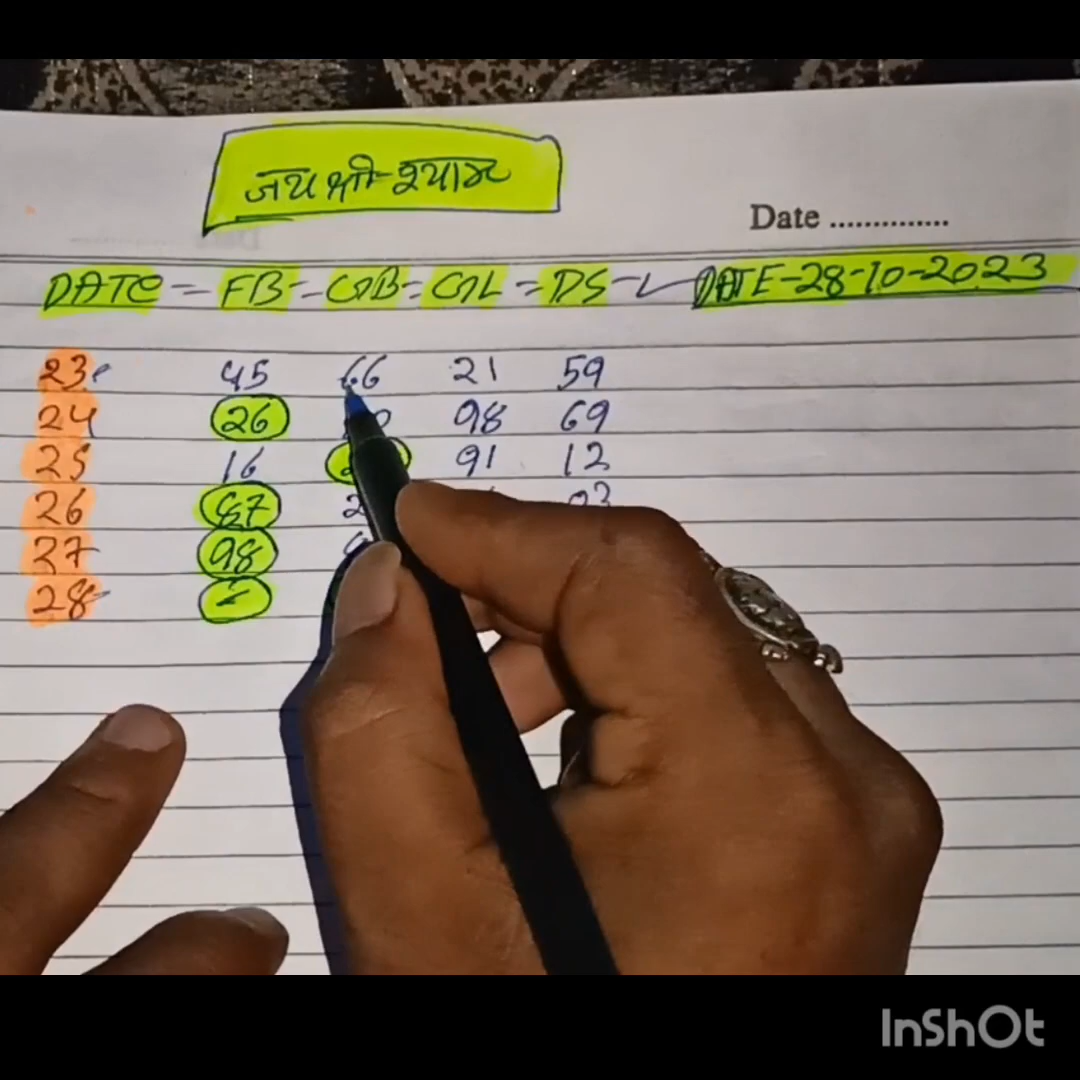 जय श्री श्याम
Date ..............
DATE = FB = GB = GL = DS - DATE-28-10-2023
23 45 66 21 59
24 26 98 69
25 16 91 12
26 87
27 98
28
InShOt